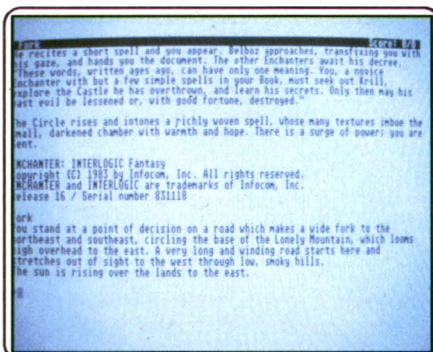 Fork Score: 0/0
He recites a short spell and you appear. Belboz approaches, transfixing you with
his gaze, and hands you the document. The other Enchanters await his decree.
"These words, written ages ago, can have only one meaning. You, a novice
Enchanter with but a few simple spells in your Book, must seek out Krill,
explore the Castle he has overthrown, and learn his secrets. Only then may his
vast evil be lessened or, with good fortune, destroyed."
The Circle rises and intones a richly woven spell, whose many textures imbue the
small, darkened chamber with warmth and hope. There is a surge of power; you are
Sent.
ENCHANTER: INTERLOGIC Fantasy
Copyright (C) 1983 by Infocom, Inc. All rights reserved.
ENCHANTER and INTERLOGIC are trademarks of Infocom, Inc.
Release 16 / Serial number 831118
Fork
You stand at a point of decision on a road which makes a wide fork to the
northeast and southeast, circling the base of the Lonely Mountain, which looms
high overhead to the east. A very long and winding road starts here and
stretches out of sight to the west through low, smoky hills.
The sun is rising over the lands to the east.
>